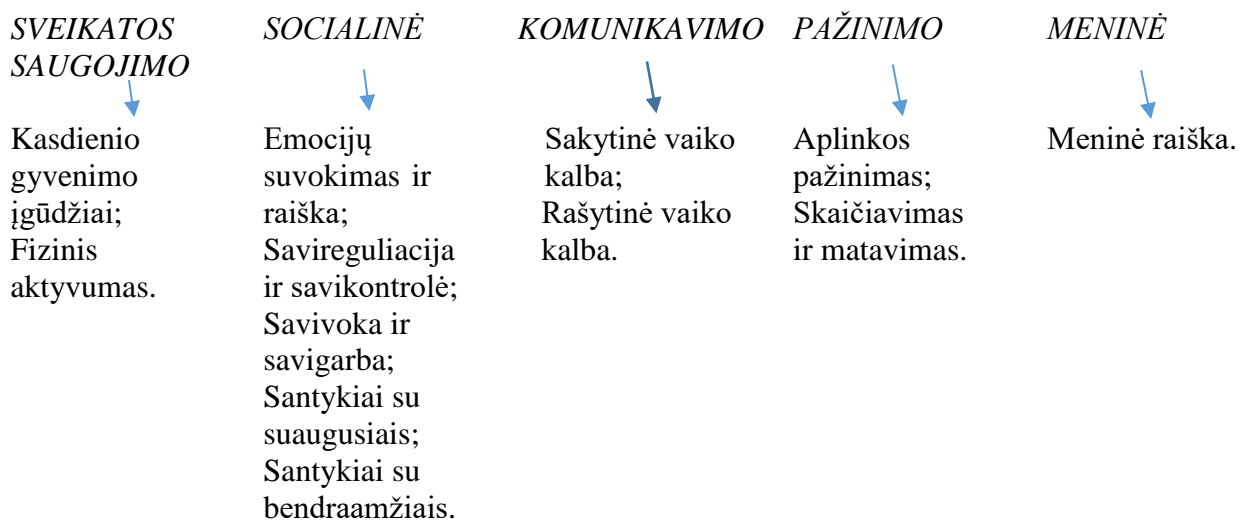 SVEIKATOS SAUGOJIMO
Kasdienio
gyvenimo
įgūdžiai;
Fizinis
aktyvumas.
SOCIALINĖ
Emocijų
suvokimas ir
raiška;
Savireguliacija
ir savikontrolė;
Savivoka ir
savigarba;
Santykiai su
suaugusiais;
Santykiai su
bendraamžiais.
KOMUNIKAVIMO
Sakytinė vaiko
kalba;
Rašytinė vaiko
kalba.
PAŽINIMO
Aplinkos
pažinimas;
Skaičiavimas
ir matavimas.
MENINĖ
Meninė raiška.